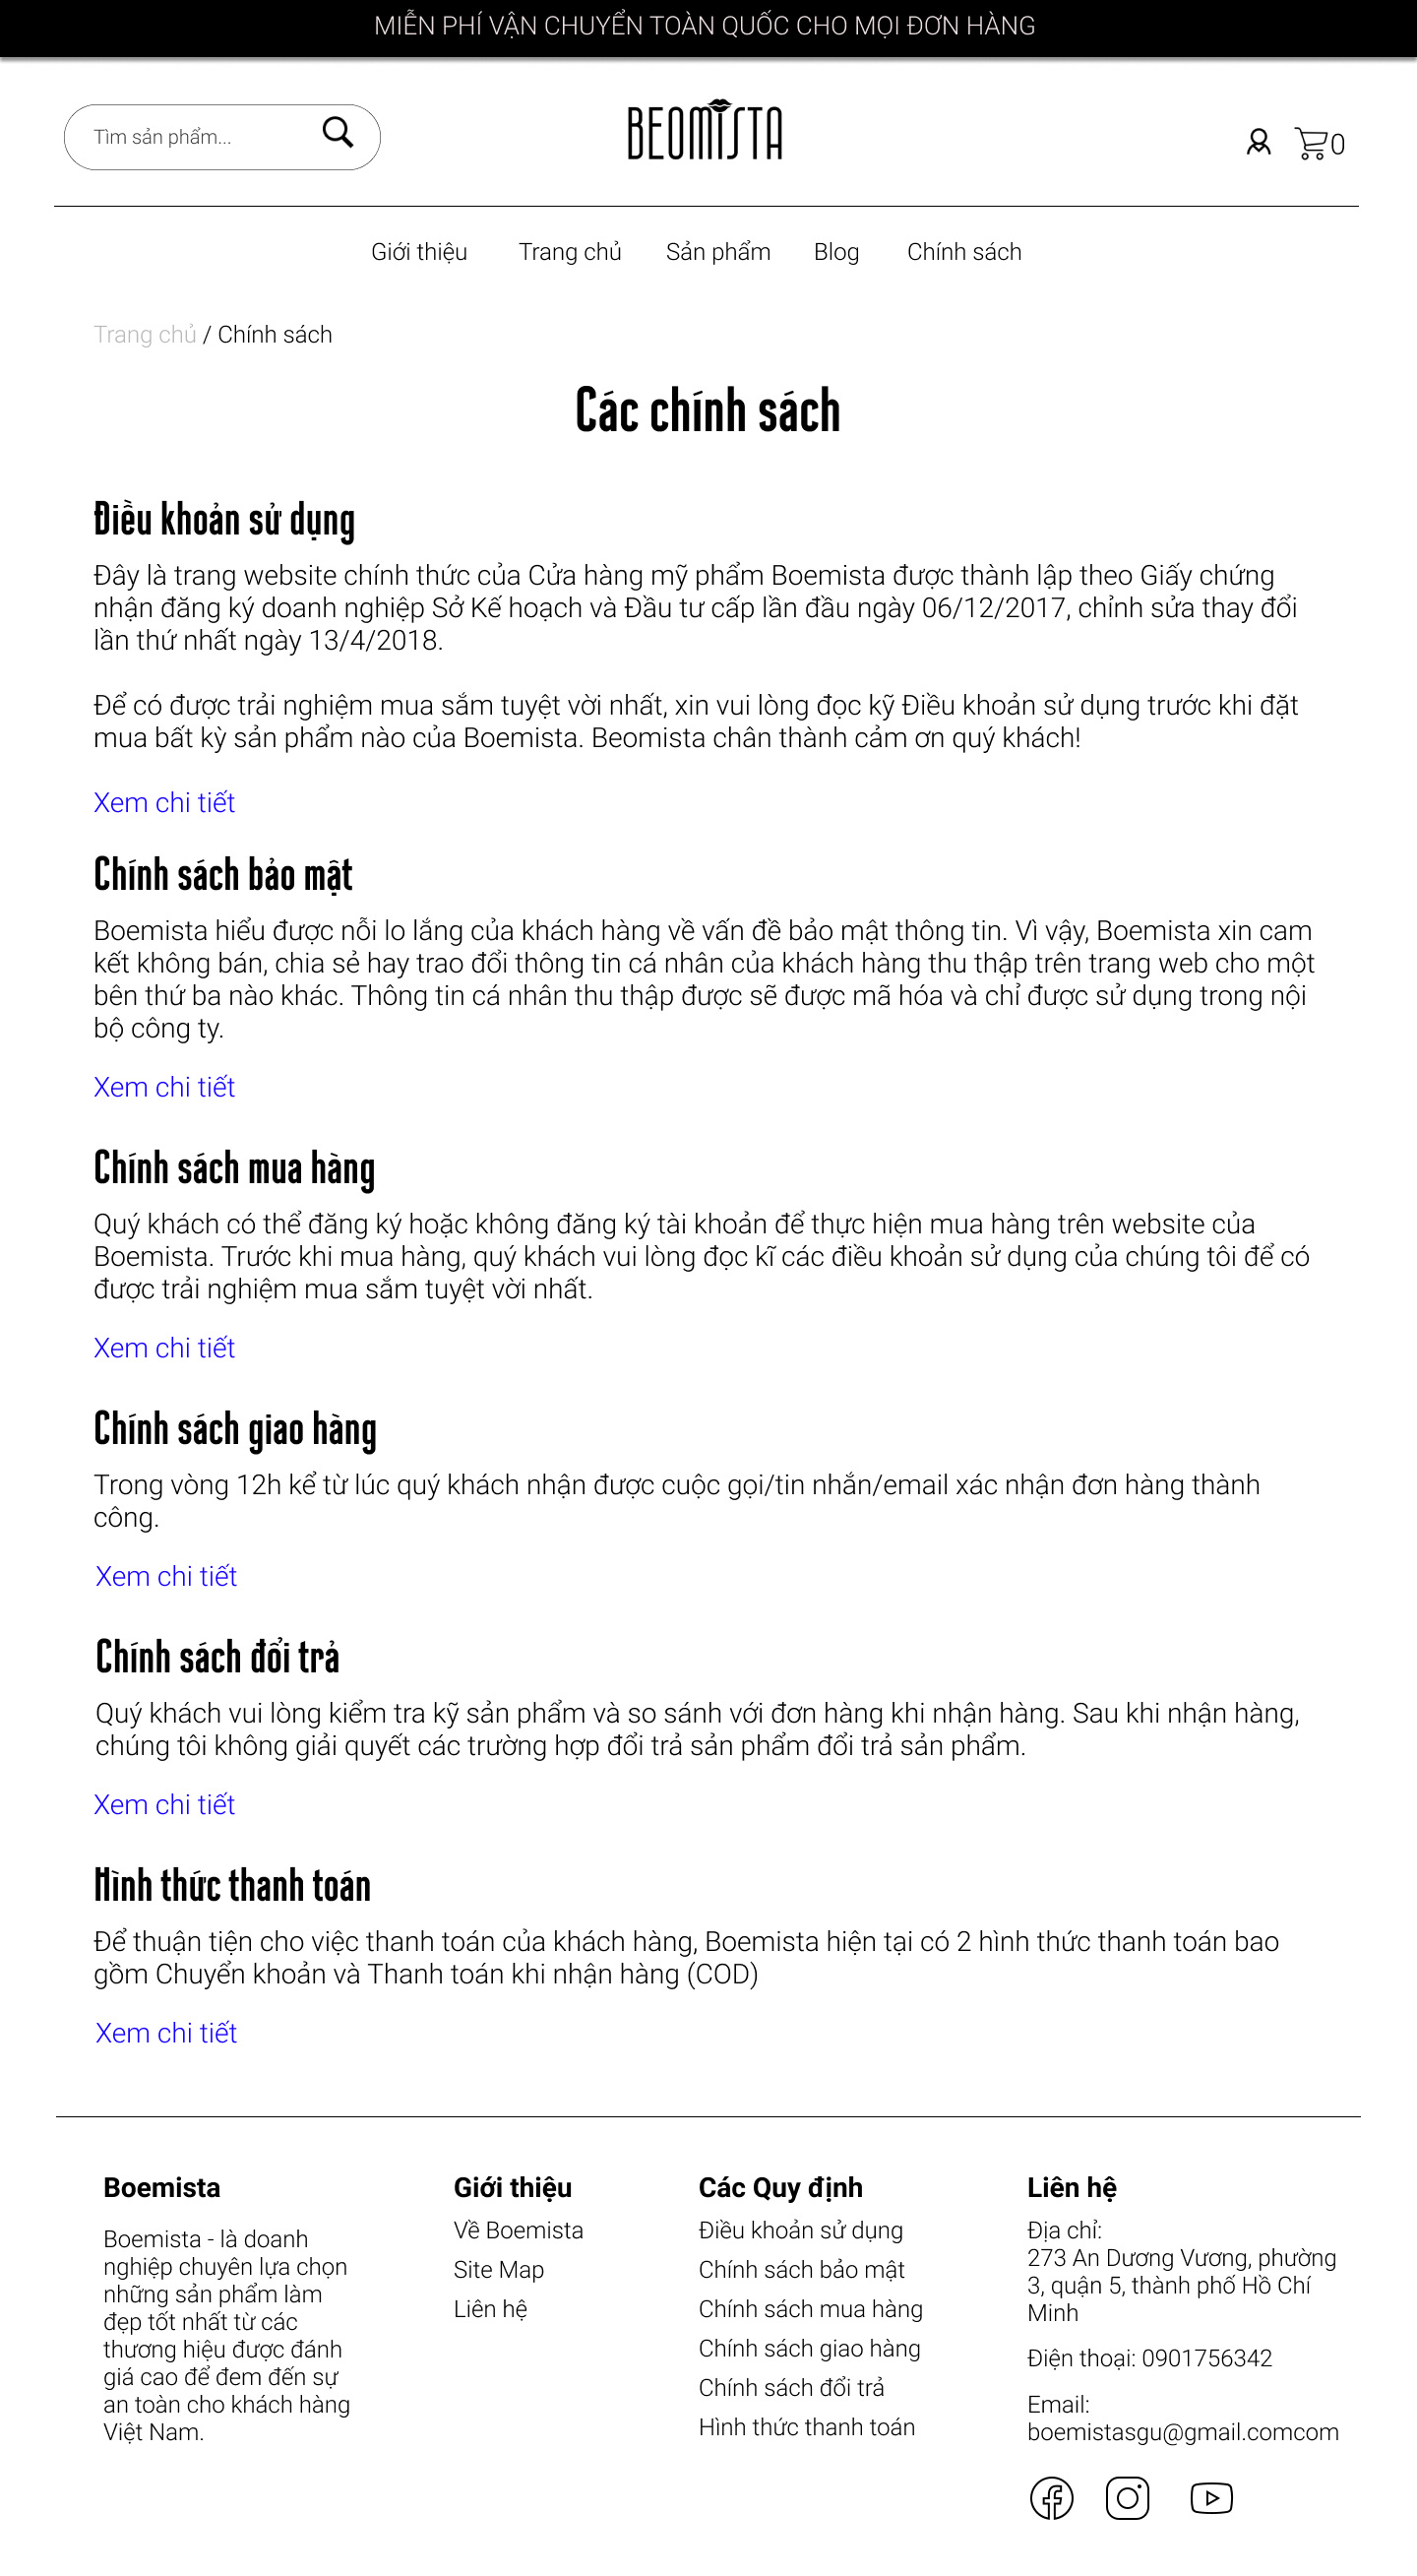 MIỄN PHÍ VẬN CHUYỂN TOÀN QUỐC CHO MỌI ĐƠN HÀNG
Tìm sản phẩm...
BEOMISTA
0
Giới thiệu Trang chủ Sản phẩm Blog Chính sách
Trang chủ / Chính sách
Các chính sách
Điều khoản sử dụng
Đây là trang website chính thức của Cửa hàng mỹ phẩm Boemista được thành lập theo Giấy chứng
nhận đăng ký doanh nghiệp Sở Kế hoạch và Đầu tư cấp lần đầu ngày 06/12/2017, chỉnh sửa thay đổi
lần thứ nhất ngày 13/4/2018.
Để có được trải nghiệm mua sắm tuyệt vời nhất, xin vui lòng đọc kỹ Điều khoản sử dụng trước khi đặt
mua bất kỳ sản phẩm nào của Boemista. Beomista chân thành cảm ơn quý khách!
Xem chi tiết
Chính sách bảo mật
Boemista hiểu được nỗi lo lắng của khách hàng về vấn đề bảo mật thông tin. Vì vậy, Boemista xin cam
kết không bán, chia sẻ hay trao đổi thông tin cá nhân của khách hàng thu thập trên trang web cho một
bên thứ ba nào khác. Thông tin cá nhân thu thập được sẽ được mã hóa và chỉ được sử dụng trong nội
bộ công ty.
Xem chi tiết
Chính sách mua hàng
Quý khách có thể đăng ký hoặc không đăng ký tài khoản để thực hiện mua hàng trên website của
Boemista. Trước khi mua hàng, quý khách vui lòng đọc kĩ các điều khoản sử dụng của chúng tôi để có
được trải nghiệm mua sắm tuyệt vời nhất.
Xem chi tiết
Chính sách giao hàng
Trong vòng 12h kể từ lúc quý khách nhận được cuộc gọi/tin nhắn/email xác nhận đơn hàng thành
công.
Xem chi tiết
Chính sách đổi trả
Quý khách vui lòng kiểm tra kỹ sản phẩm và so sánh với đơn hàng khi nhận hàng. Sau khi nhận hàng,
chúng tôi không giải quyết các trường hợp đổi trả sản phẩm đổi trả sản phẩm.
Xem chi tiết
Hình thức thanh toán
Để thuận tiện cho việc thanh toán của khách hàng, Boemista hiện tại có 2 hình thức thanh toán bao
gồm Chuyển khoản và Thanh toán khi nhận hàng (COD)
Xem chi tiết
Boemista
Boemista - là doanh
nghiệp chuyên lựa chọn
những sản phẩm làm
đẹp tốt nhất từ các
thương hiệu được đánh
giá cao để đem đến sự
an toàn cho khách hàng
Việt Nam.
Giới thiệu
Về Boemista
Site Map
Liên hệ
Các Quy định
Điều khoản sử dụng
Chính sách bảo mật
Chính sách mua hàng
Chính sách giao hàng
Chính sách đổi trả
Hình thức thanh toán
Liên hệ
Địa chỉ:
273 An Dương Vương, phường
3, quận 5, thành phố Hồ Chí
Minh
Điện thoại: 0901756342
Email:
boemistasgu@gmail.comcom